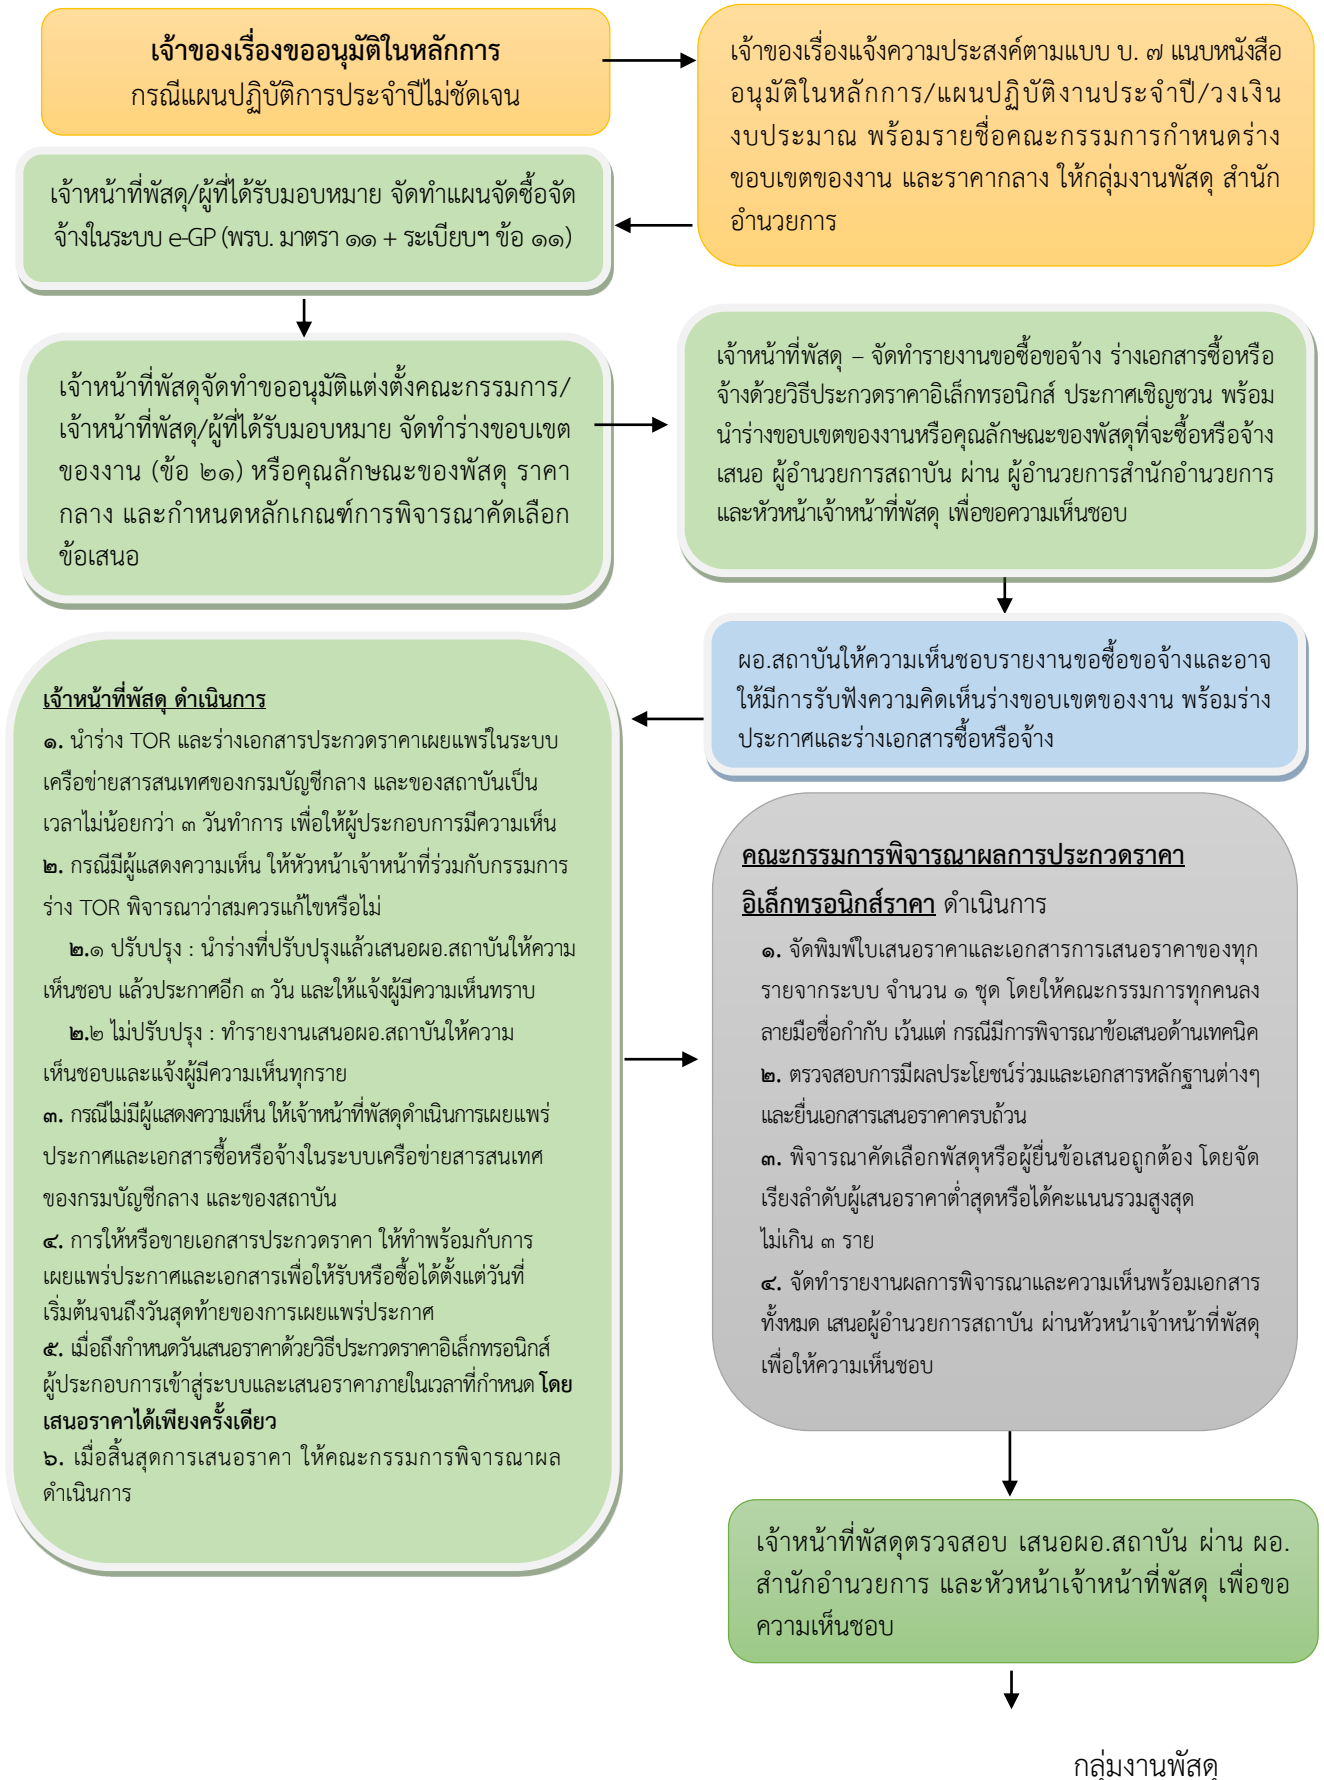 เจ้าของเรื่องขออนุมัติในหลักการ
กรณีแผนปฏิบัติการประจำปีไม่ชัดเจน
เจ้าของเรื่องแจ้งความประสงค์ตามแบบ บ. ๗ แนบหนังสือ
อนุมัติในหลักการ/แผนปฏิบัติงานประจำปี/วงเงิน
งบประมาณ พร้อมรายชื่อคณะกรรมการกำหนดร่าง
ขอบเขตของงาน และราคากลาง ให้กลุ่มงานพัสดุ สำนัก
อำนวยการ
เจ้าหน้าที่พัสดุ/ผู้ที่ได้รับมอบหมาย จัดทำแผนจัดซื้อจัด
จ้างในระบบ e-GP (พรบ. มาตรา ๑๑ + ระเบียบฯ ข้อ ๑๑)
เจ้าหน้าที่พัสดุจัดทำขออนุมัติแต่งตั้งคณะกรรมการ/
เจ้าหน้าที่พัสดุ/ผู้ที่ได้รับมอบหมาย จัดทำร่างขอบเขต
ของงาน (ข้อ ๒๑) หรือคุณลักษณะของพัสดุ ราคา
กลาง และกำหนดหลักเกณฑ์การพิจารณาคัดเลือก
ข้อเสนอ
เจ้าหน้าที่พัสดุ – จัดทำรายงานขอซื้อขอจ้าง ร่างเอกสารซื้อหรือ
จ้างด้วยวิธีประกวดราคาอิเล็กทรอนิกส์ ประกาศเชิญชวน พร้อม
นำร่างขอบเขตของงานหรือคุณลักษณะของพัสดุที่จะซื้อหรือจ้าง
เสนอ ผู้อำนวยการสถาบัน ผ่าน ผู้อำนวยการสำนักอำนวยการ
และหัวหน้าเจ้าหน้าที่พัสดุ เพื่อขอความเห็นชอบ
ผอ.สถาบันให้ความเห็นชอบรายงานขอซื้อขอจ้างและอาจ
ให้มีการรับฟังความคิดเห็นร่างขอบเขตของงาน พร้อมร่าง
ประกาศและร่างเอกสารซื้อหรือจ้าง
เจ้าหน้าที่พัสดุ ดำเนินการ
๑. นำร่าง TOR และร่างเอกสารประกวดราคาเผยแพร่ในระบบ
เครือข่ายสารสนเทศของกรมบัญชีกลาง และของสถาบันเป็น
เวลาไม่น้อยกว่า ๓ วันทำการ เพื่อให้ผู้ประกอบการมีความเห็น
๒. กรณีมีผู้แสดงความเห็น ให้หัวหน้าเจ้าหน้าที่ร่วมกับกรรมการ
ร่าง TOR พิจารณาว่าสมควรแก้ไขหรือไม่
๒.๑ ปรับปรุง : นำร่างที่ปรับปรุงแล้วเสนอผอ.สถาบันให้ความ
เห็นชอบ แล้วประกาศอีก ๓ วัน และให้แจ้งผู้มีความเห็นทราบ
๒.๒ ไม่ปรับปรุง : ทำรายงานเสนอผอ.สถาบันให้ความ
เห็นชอบและแจ้งผู้มีความเห็นทุกราย
๓. กรณีไม่มีผู้แสดงความเห็น ให้เจ้าหน้าที่พัสดุดำเนินการเผยแพร่
ประกาศและเอกสารซื้อหรือจ้างในระบบเครือข่ายสารสนเทศ
ของกรมบัญชีกลาง และของสถาบัน
๔. การให้หรือขายเอกสารประกวดราคา ให้ทำพร้อมกับการ
เผยแพร่ประกาศและเอกสารเพื่อให้รับหรือซื้อได้ตั้งแต่วันที่
เริ่มต้นจนถึงวันสุดท้ายของการเผยแพร่ประกาศ
๕. เมื่อถึงกำหนดวันเสนอราคาด้วยวิธีประกวดราคาอิเล็กทรอนิกส์
ผู้ประกอบการเข้าสู่ระบบและเสนอราคาภายในเวลาที่กำหนด โดย
เสนอราคาได้เพียงครั้งเดียว
๖. เมื่อสิ้นสุดการเสนอราคา ให้คณะกรรมการพิจารณาผล
ดำเนินการ
คณะกรรมการพิจารณาผลการประกวดราคา
อิเล็กทรอนิกส์ราคา ดำเนินการ
๑. จัดพิมพ์ใบเสนอราคาและเอกสารการเสนอราคาของทุก
รายจากระบบ จำนวน ๑ ชุด โดยให้คณะกรรมการทุกคนลง
ลายมือชื่อกำกับ เว้นแต่ กรณีมีการพิจารณาข้อเสนอด้านเทคนิค
๒. ตรวจสอบการมีผลประโยชน์ร่วมและเอกสารหลักฐานต่างๆ
และยื่นเอกสารเสนอราคาครบถ้วน
๓. พิจารณาคัดเลือกพัสดุหรือผู้ยื่นข้อเสนอถูกต้อง โดยจัด
เรียงลำดับผู้เสนอราคาต่ำสุดหรือได้คะแนนรวมสูงสุด
ไม่เกิน ๓ ราย
๔. จัดทำรายงานผลการพิจารณาและความเห็นพร้อมเอกสาร
ทั้งหมด เสนอผู้อำนวยการสถาบัน ผ่านหัวหน้าเจ้าหน้าที่พัสดุ
เพื่อให้ความเห็นชอบ
เจ้าหน้าที่พัสดุตรวจสอบ เสนอผอ.สถาบัน ผ่าน ผอ.
สำนักอำนวยการ และหัวหน้าเจ้าหน้าที่พัสดุ เพื่อขอ
ความเห็นชอบ
กลุ่มงานพัสดุ